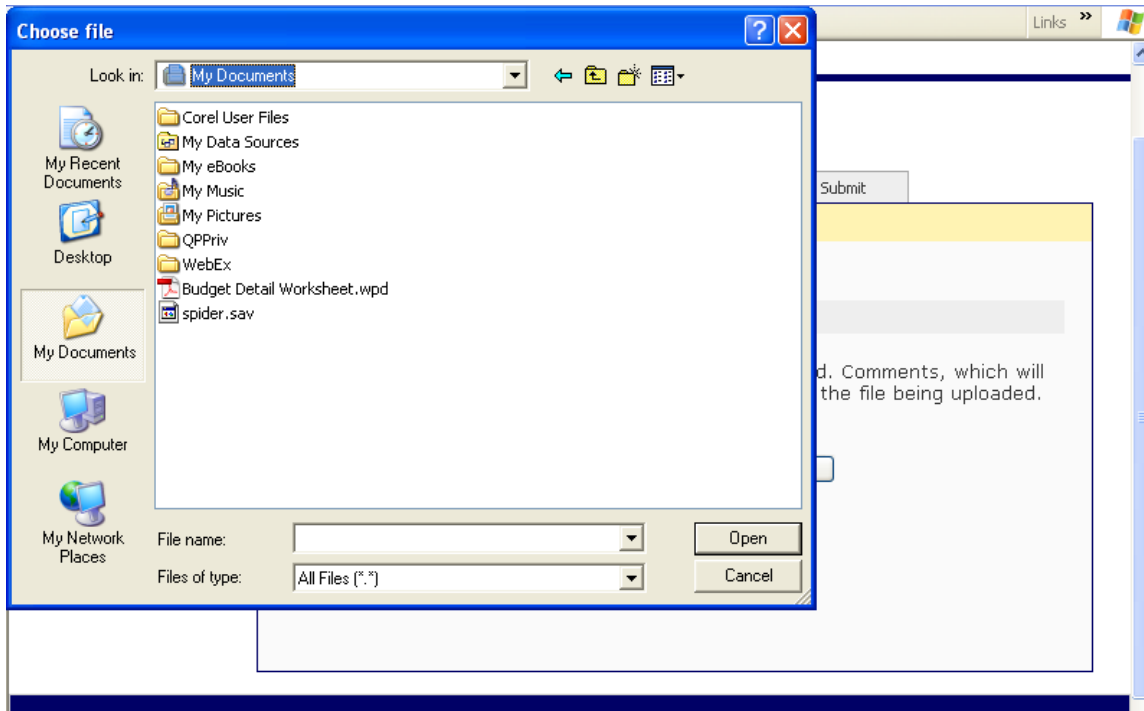 Choose file
Links »
Look in: My Documents
My Recent
Documents
Desktop
My Documents
My Computer
My Network
Places
Corel User Files
My Data Sources
My eBooks
My Music
My Pictures
QPPriv
WebEx
Budget Detail Worksheet.wpd
spider.sav
File name:
Open
Files of type: All Files (*.*)
Cancel
Submit
d. Comments, which will
the file being uploaded.